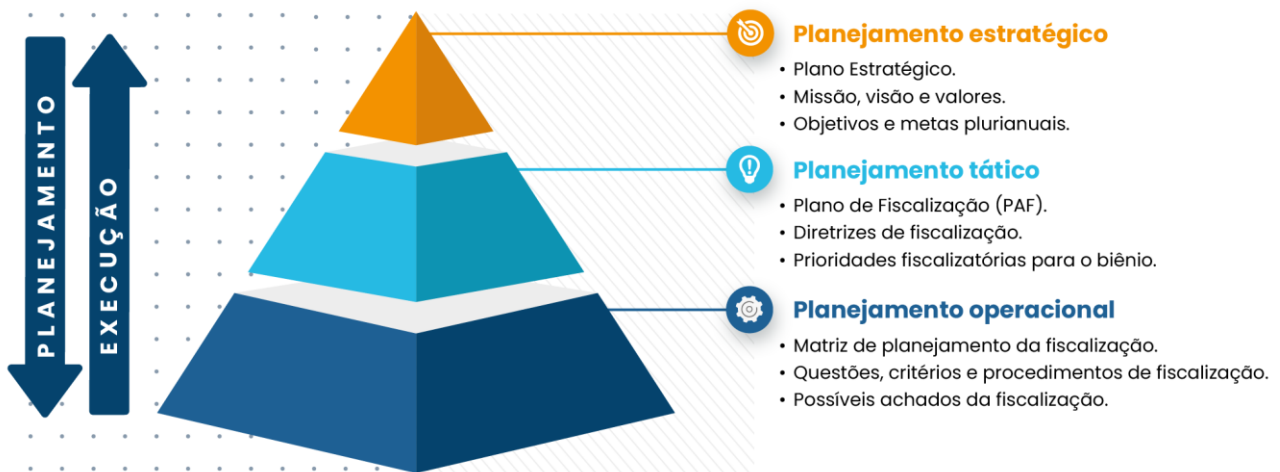 PLANEJAMENTO
EXECUÇÃO
Planejamento estratégico
• Plano Estratégico.
• Missão, visão e valores.
• Objetivos e metas plurianuais.
Planejamento tático
• Plano de Fiscalização (PAF).
• Diretrizes de fiscalização.
• Prioridades fiscalizatórias para o biênio.
Planejamento operacional
• Matriz de planejamento da fiscalização.
• Questões, critérios e procedimentos de fiscalização.
• Possíveis achados da fiscalização.